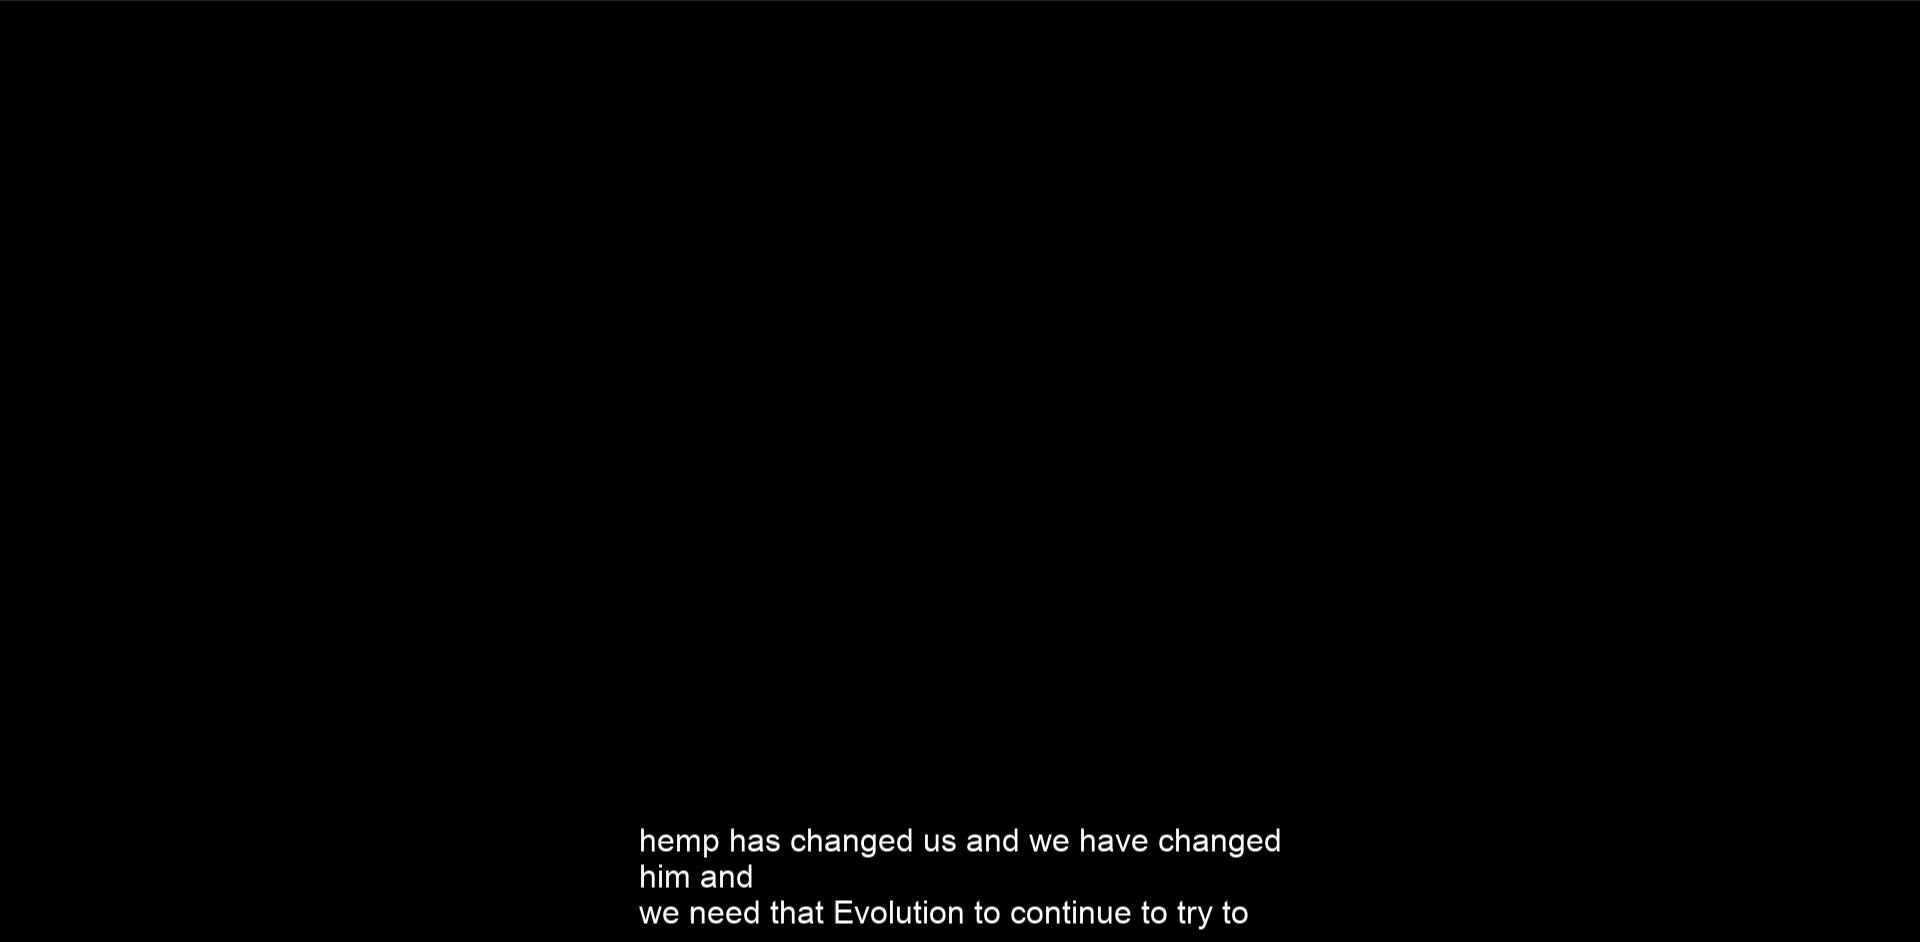 hemp has changed us and we have changed
him and
we need that Evolution to continue to try to